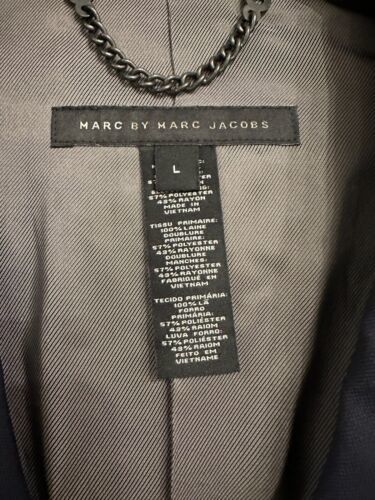 MARC BY MARC JACOBS
L
57% POLYESTER
43% RAYON
MADE IN
VIETNAM
TISSU PRIMAIRE:
100% LAINE
DOUBLURE
PRIMAIRE:
57% POLYESTER
43% RAYONNE
DOUBLURE
MANCHES:
57% POLYESTER
43% RAYONNE
FABRIQUÉ EN
VIETNAM
TECIDO PRIMÁRIA:
100% LÃ
FORRO
PRIMÁRIA:
57% POLIÉSTER
43% RAIOM
LUVA FORRO:
57% POLIÉSTER
43% RAIOM
FEITO EM
VIETNAME